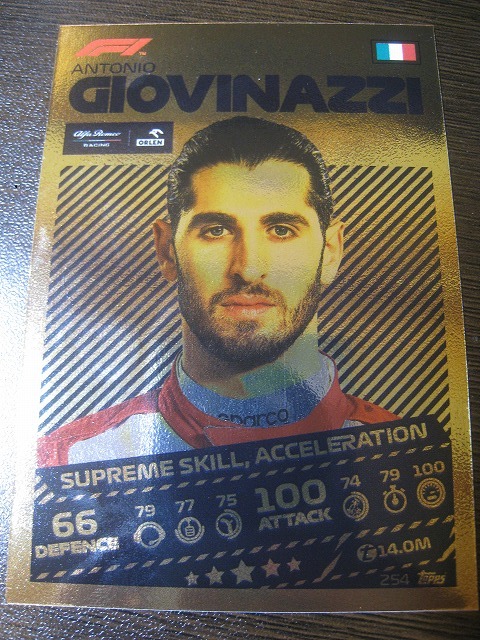 F1 TM
ANTONIO
GIOVINAZZI
Alfa Romeo RACING
ORLEN
sparco
SUPREME SKILL, ACCELERATION
66 DEFENCE
79 77 75
100 ATTACK
74 79 100
14.0M
254 Topps